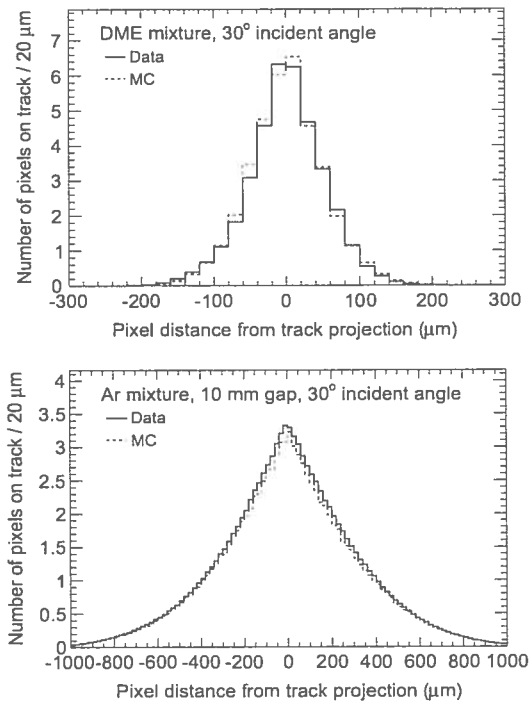 DME mixture, 30° incident angle
Data
MC
Number of pixels on track / 20 μm
7
6
5
4
3
2
1
0
-300 -200 -100 0 100 200 300
Pixel distance from track projection (μm)
Ar mixture, 10 mm gap, 30° incident angle
Data
MC
Number of pixels on track / 20 μm
4
3.5
3
2.5
2
1.5
1
0.5
0
-1000 -800 -600 -400 -200 0 200 400 600 800 1000
Pixel distance from track projection (μm)